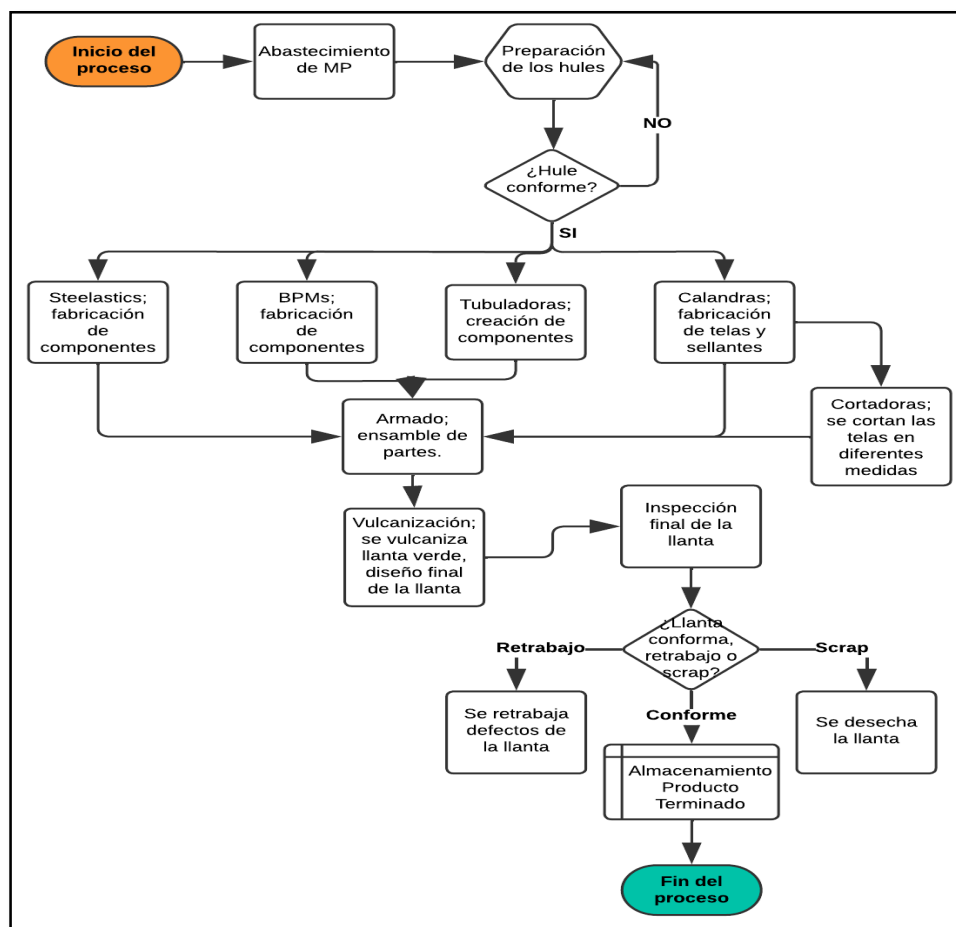 Inicio del
proceso
Abastecimiento
de MP
Preparación
de los hules
NO
¿Hule
conforme?
SI
Steelastics;
fabricación
de
componentes
BPMs;
fabricación
de
componentes
Tubuladoras;
creación de
componentes
Calandras;
fabricación
de telas y
sellantes
Armado;
ensamble de
partes.
Cortadoras;
se cortan las
telas en
diferentes
medidas
Vulcanización;
se vulcaniza
llanta verde,
diseño final
de la llanta
Inspección
final de la
llanta
¿Llanta
conforma,
retrabajo o
scrap?
Retrabajo
Scrap
Conforme
Se retrabaja
defectos de
la llanta
Se desecha
la llanta
Almacenamiento
Producto
Terminado
Fin del
proceso